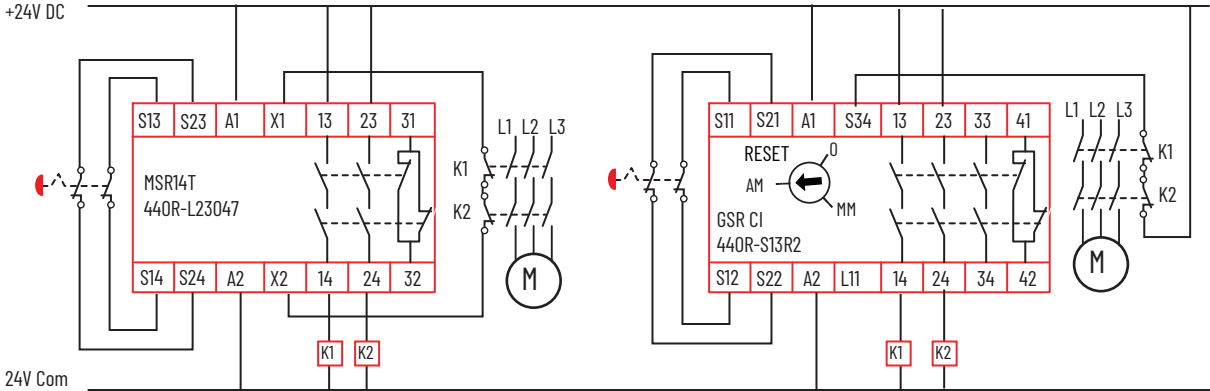 +24V DC
S13 S23 A1 X1 13 23 31
MSR14T
440R-L23047
S14 S24 A2 X2 14 24 32
K1 K2
L1 L2 L3
K1
K2
M
S11 S21 A1 S34 13 23 33 41
RESET
0
AM
MM
GSR CI
440R-S13R2
S12 S22 A2 L11 14 24 34 42
K1 K2
L1 L2 L3
K1
K2
M
24V Com